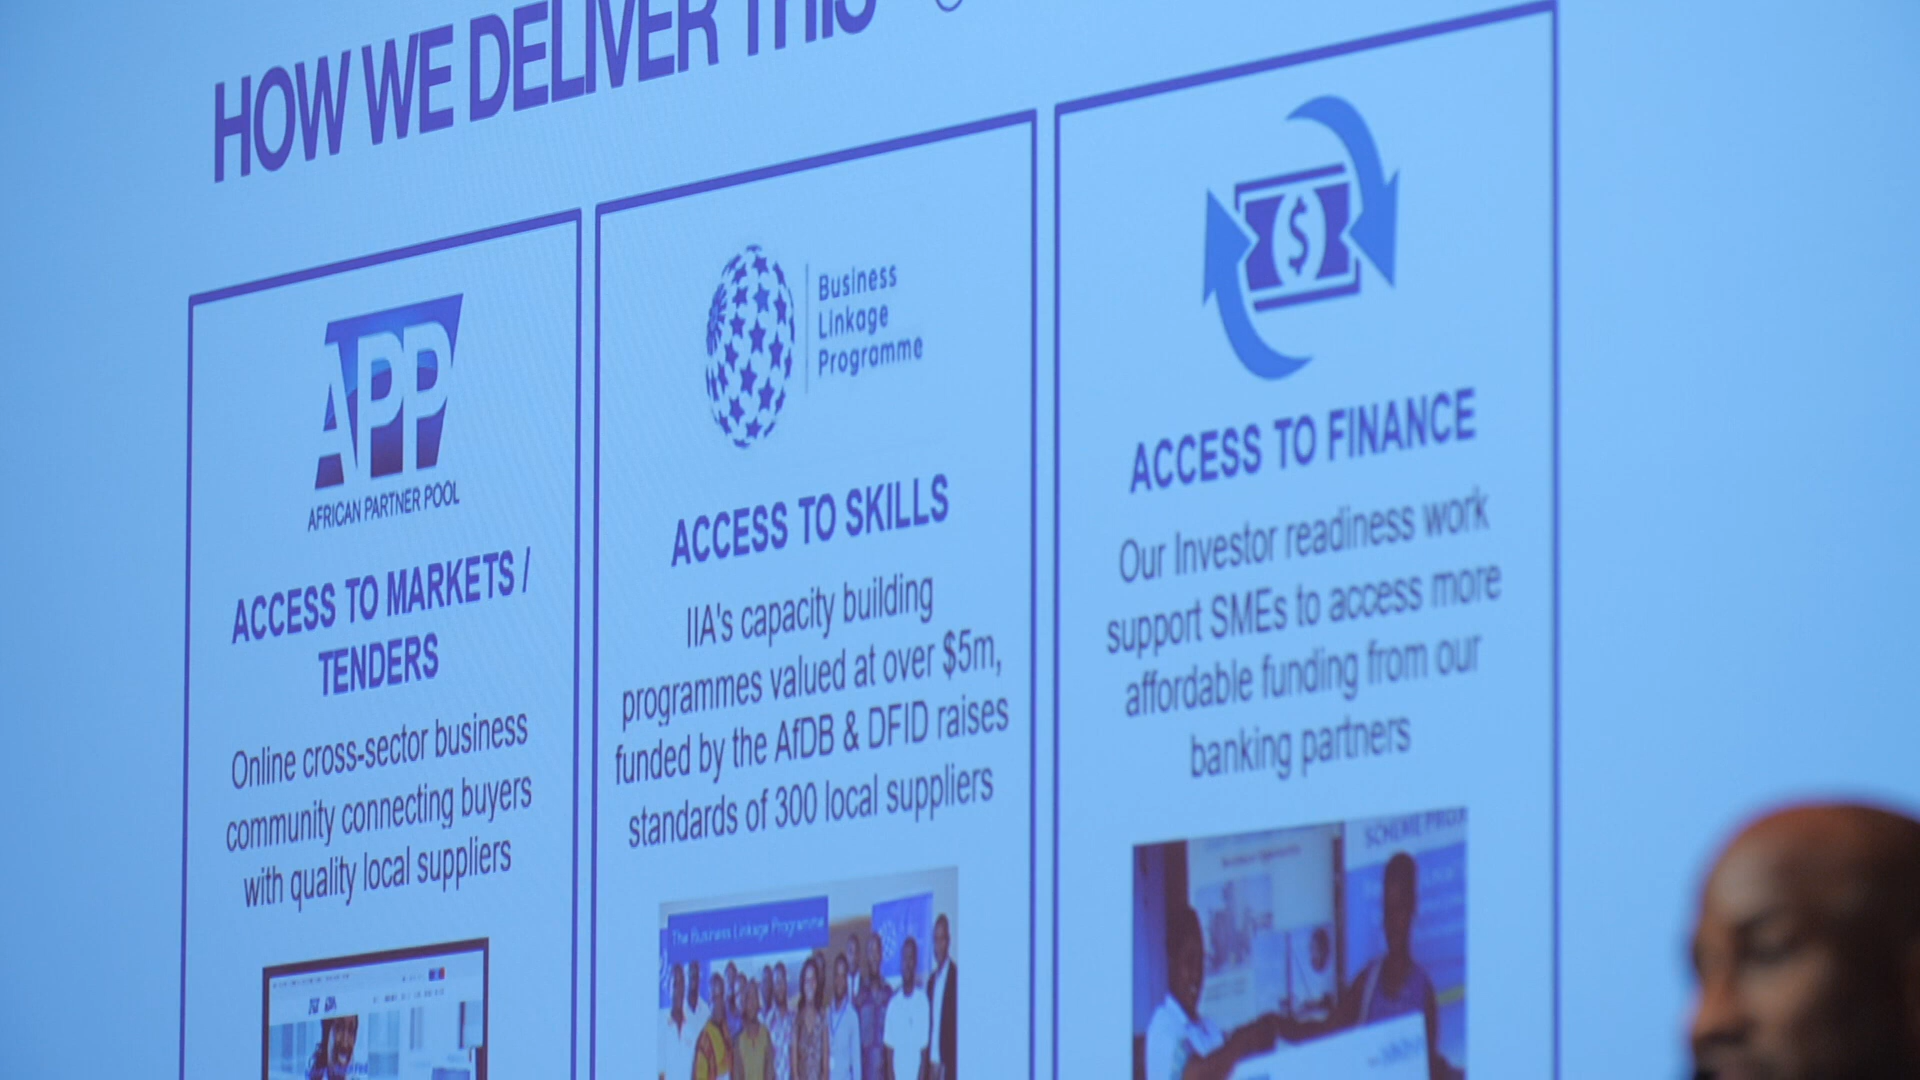 HOW WE DELIVER THIS
APP
AFRICAN PARTNER POOL
ACCESS TO MARKETS /
TENDERS
Online cross-sector business
community connecting buyers
with quality local suppliers
Business
Linkage
Programme
ACCESS TO SKILLS
IIA's capacity building
programmes valued at over $5m,
funded by the AfDB & DFID raises
standards of 300 local suppliers
The Business Linkage Programme
$
ACCESS TO FINANCE
Our Investor readiness work
support SMEs to access more
affordable funding from our
banking partners